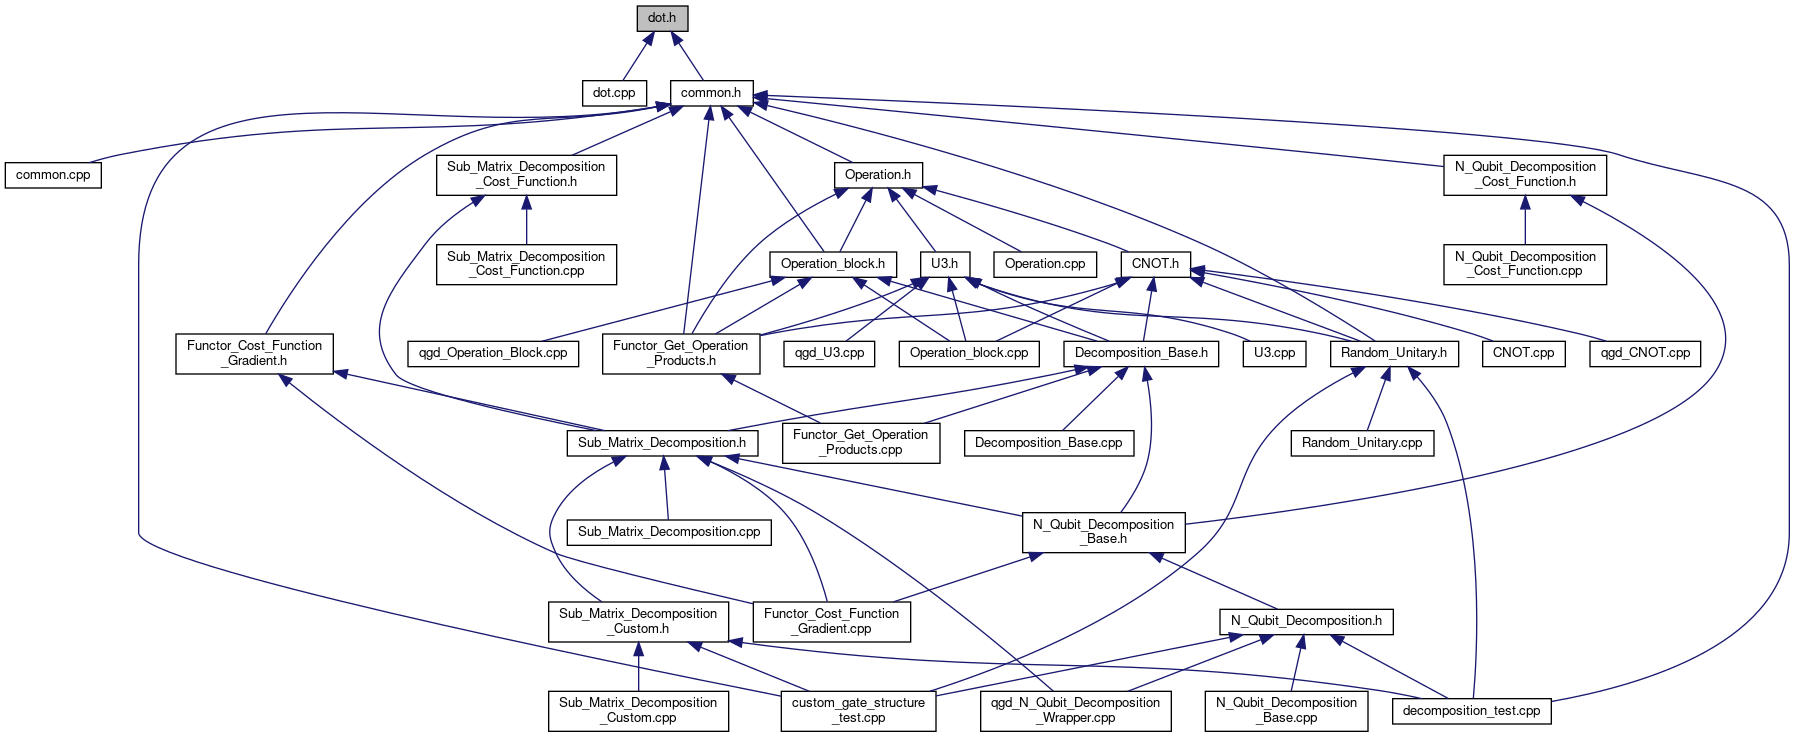 dot.h
dot.cpp
common.h
common.cpp
Sub_Matrix_Decomposition
_Cost_Function.h
Operation.h
N_Qubit_Decomposition
_Cost_Function.h
Sub_Matrix_Decomposition
_Cost_Function.cpp
Operation_block.h
U3.h
Operation.cpp
CNOT.h
N_Qubit_Decomposition
_Cost_Function.cpp
Functor_Cost_Function
_Gradient.h
qgd_Operation_Block.cpp
Functor_Get_Operation
_Products.h
qgd_U3.cpp
Operation_block.cpp
Decomposition_Base.h
U3.cpp
Random_Unitary.h
CNOT.cpp
qgd_CNOT.cpp
Sub_Matrix_Decomposition.h
Functor_Get_Operation
_Products.cpp
Decomposition_Base.cpp
Random_Unitary.cpp
Sub_Matrix_Decomposition.cpp
N_Qubit_Decomposition
_Base.h
Sub_Matrix_Decomposition
_Custom.h
Functor_Cost_Function
_Gradient.cpp
N_Qubit_Decomposition.h
Sub_Matrix_Decomposition
_Custom.cpp
custom_gate_structure
_test.cpp
qgd_N_Qubit_Decomposition
_Wrapper.cpp
N_Qubit_Decomposition
_Base.cpp
decomposition_test.cpp